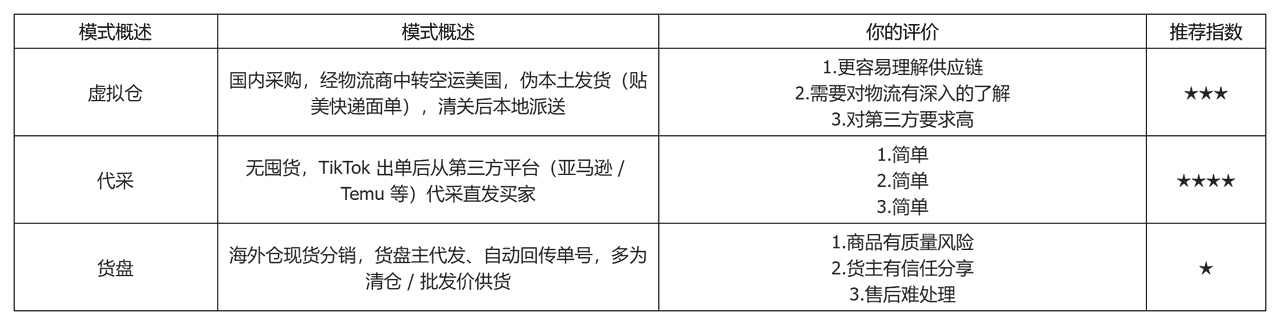 模式概述 模式概述 你的评价 推荐指数
虚拟仓
国内采购，经物流商中转空运美国，伪本土发货（贴
美快递面单），清关后本地派送
1.更容易理解供应链
2.需要对物流有深入的了解
3.对第三方要求高
★★★
代采
无囤货，TikTok 出单后从第三方平台（亚马逊 /
Temu 等）代采直发买家
1.简单
2.简单
3.简单
★★★★
货盘
海外仓现货分销，货盘主代发、自动回传单号，多为
清仓 / 批发价供货
1.商品有质量风险
2.货主有信任分享
3.售后难处理
★